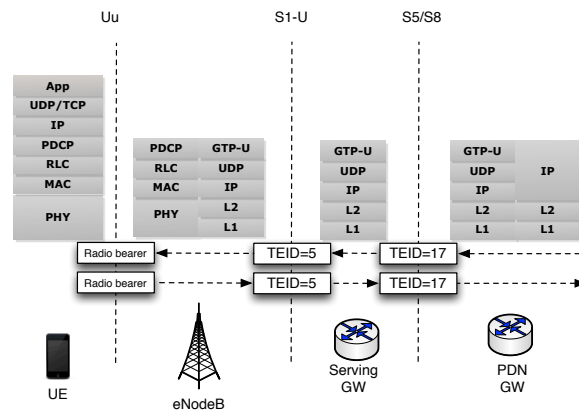 Uu
S1-U
S5/S8
App
UDP/TCP
IP
PDCP
RLC
MAC
PHY
PDCP
RLC
MAC
PHY
GTP-U
UDP
IP
L2
L1
GTP-U
UDP
IP
L2
L1
GTP-U
UDP
IP
L2
L1
IP
L2
L1
Radio bearer
TEID=5
TEID=17
Radio bearer
TEID=5
TEID=17
UE
eNodeB
Serving
GW
PDN
GW